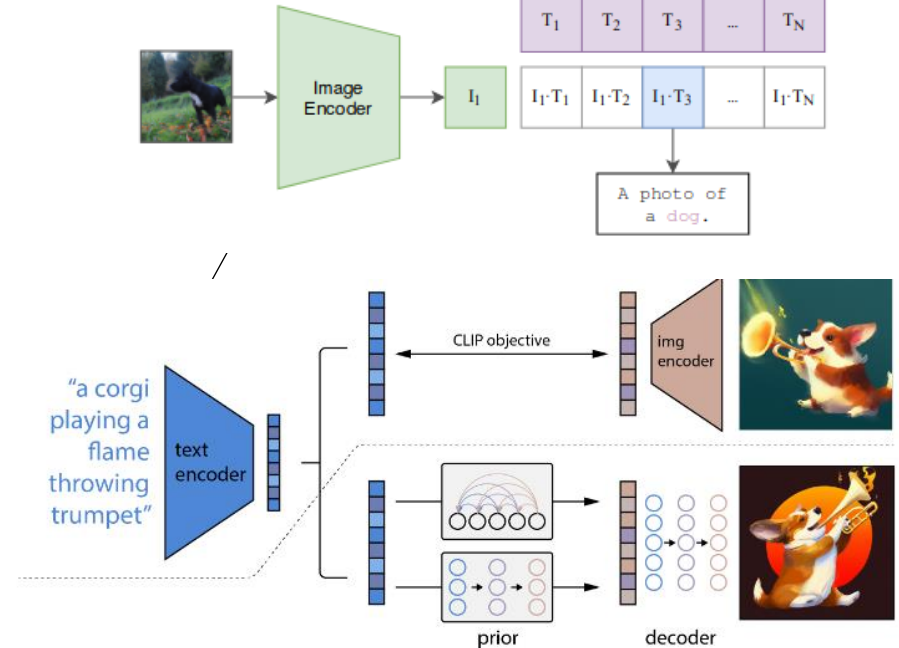 T1 T2 T3 ... TN
Image
Encoder
I1
I1·T1 I1·T2 I1·T3 ... I1·TN
A photo of
a dog.
/
CLIP objective
img
encoder
“a corgi
playing a
flame
throwing
trumpet”
text
encoder
prior
decoder